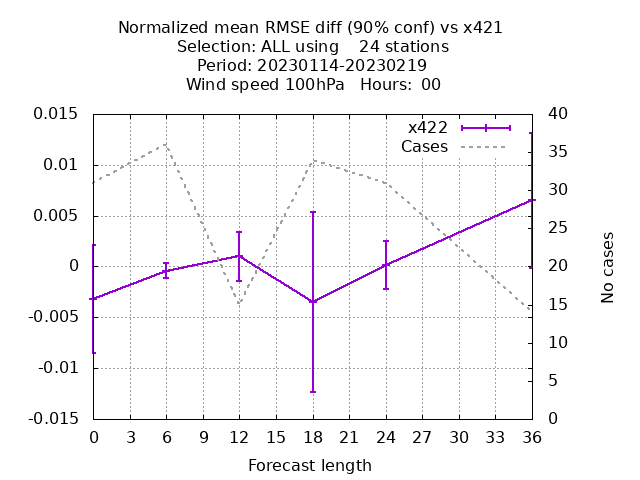 Normalized mean RMSE diff (90% conf) vs x421
Selection: ALL using    24 stations
Period: 20230114-20230219
Wind speed 100hPa   Hours:  00
x422
Cases
0.015
0.01
0.005
0
-0.005
-0.01
-0.015
40
35
30
25
20
15
10
5
0
No cases
0 3 6 9 12 15 18 21 24 27 30 33 36
Forecast length